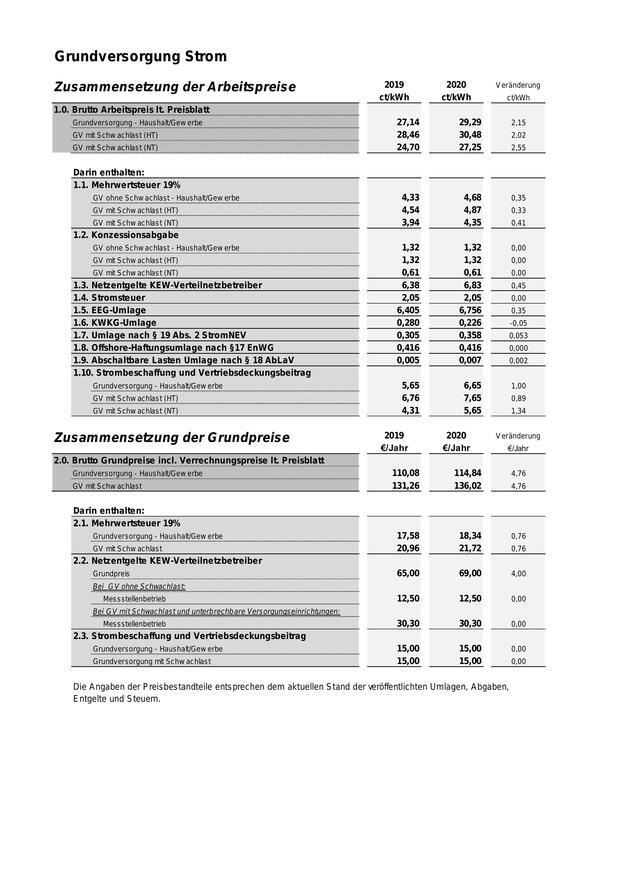 Grundversorgung Strom
Zusammensetzung der Arbeitspreise 2019 2020 Veränderung
ct/kWh ct/kWh ct/kWh
1.0. Brutto Arbeitspreis lt. Preisblatt
Grundversorgung - Haushalt/Gewerbe 27,14 29,29 2,15
GV mit Schwachlast (HT) 28,46 30,48 2,02
GV mit Schwachlast (NT) 24,70 27,25 2,55
Darin enthalten:
1.1. Mehrwertsteuer 19%
GV ohne Schwachlast - Haushalt/Gewerbe 4,33 4,68 0,35
GV mit Schwachlast (HT) 4,54 4,87 0,33
GV mit Schwachlast (NT) 3,94 4,35 0,41
1.2. Konzessionsabgabe
GV ohne Schwachlast - Haushalt/Gewerbe 1,32 1,32 0,00
GV mit Schwachlast (HT) 1,32 1,32 0,00
GV mit Schwachlast (NT) 0,61 0,61 0,00
1.3. Netzentgelte KEW-Verteilnetzbetreiber 6,38 6,83 0,45
1.4. Stromsteuer 2,05 2,05 0,00
1.5. EEG-Umlage 6,405 6,756 0,35
1.6. KWKG-Umlage 0,280 0,226 -0,05
1.7. Umlage nach § 19 Abs. 2 StromNEV 0,305 0,358 0,053
1.8. Offshore-Haftungsumlage nach §17 EnWG 0,416 0,416 0,000
1.9. Abschaltbare Lasten Umlage nach § 18 AbLaV 0,005 0,007 0,002
1.10. Strombeschaffung und Vertriebsdeckungsbeitrag
Grundversorgung - Haushalt/Gewerbe 5,65 6,65 1,00
GV mit Schwachlast (HT) 6,76 7,65 0,89
GV mit Schwachlast (NT) 4,31 5,65 1,34
Zusammensetzung der Grundpreise 2019 2020 Veränderung
€/Jahr €/Jahr €/Jahr
2.0. Brutto Grundpreise incl. Verrechnungspreise lt. Preisblatt
Grundversorgung - Haushalt/Gewerbe 110,08 114,84 4,76
GV mit Schwachlast 131,26 136,02 4,76
Darin enthalten:
2.1. Mehrwertsteuer 19%
Grundversorgung - Haushalt/Gewerbe 17,58 18,34 0,76
GV mit Schwachlast 20,96 21,72 0,76
2.2. Netzentgelte KEW-Verteilnetzbetreiber
Grundpreis 65,00 69,00 4,00
Bei GV ohne Schwachlast:
Messstellenbetrieb 12,50 12,50 0,00
Bei GV mit Schwachlast und unterbrechbare Versorgungseinrichtungen:
Messstellenbetrieb 30,30 30,30 0,00
2.3. Strombeschaffung und Vertriebsdeckungsbeitrag
Grundversorgung - Haushalt/Gewerbe 15,00 15,00 0,00
Grundversorgung mit Schwachlast 15,00 15,00 0,00
Die Angaben der Preisbestandteile entsprechen dem aktuellen Stand der veröffentlichten Umlagen, Abgaben,
Entgelte und Steuern.